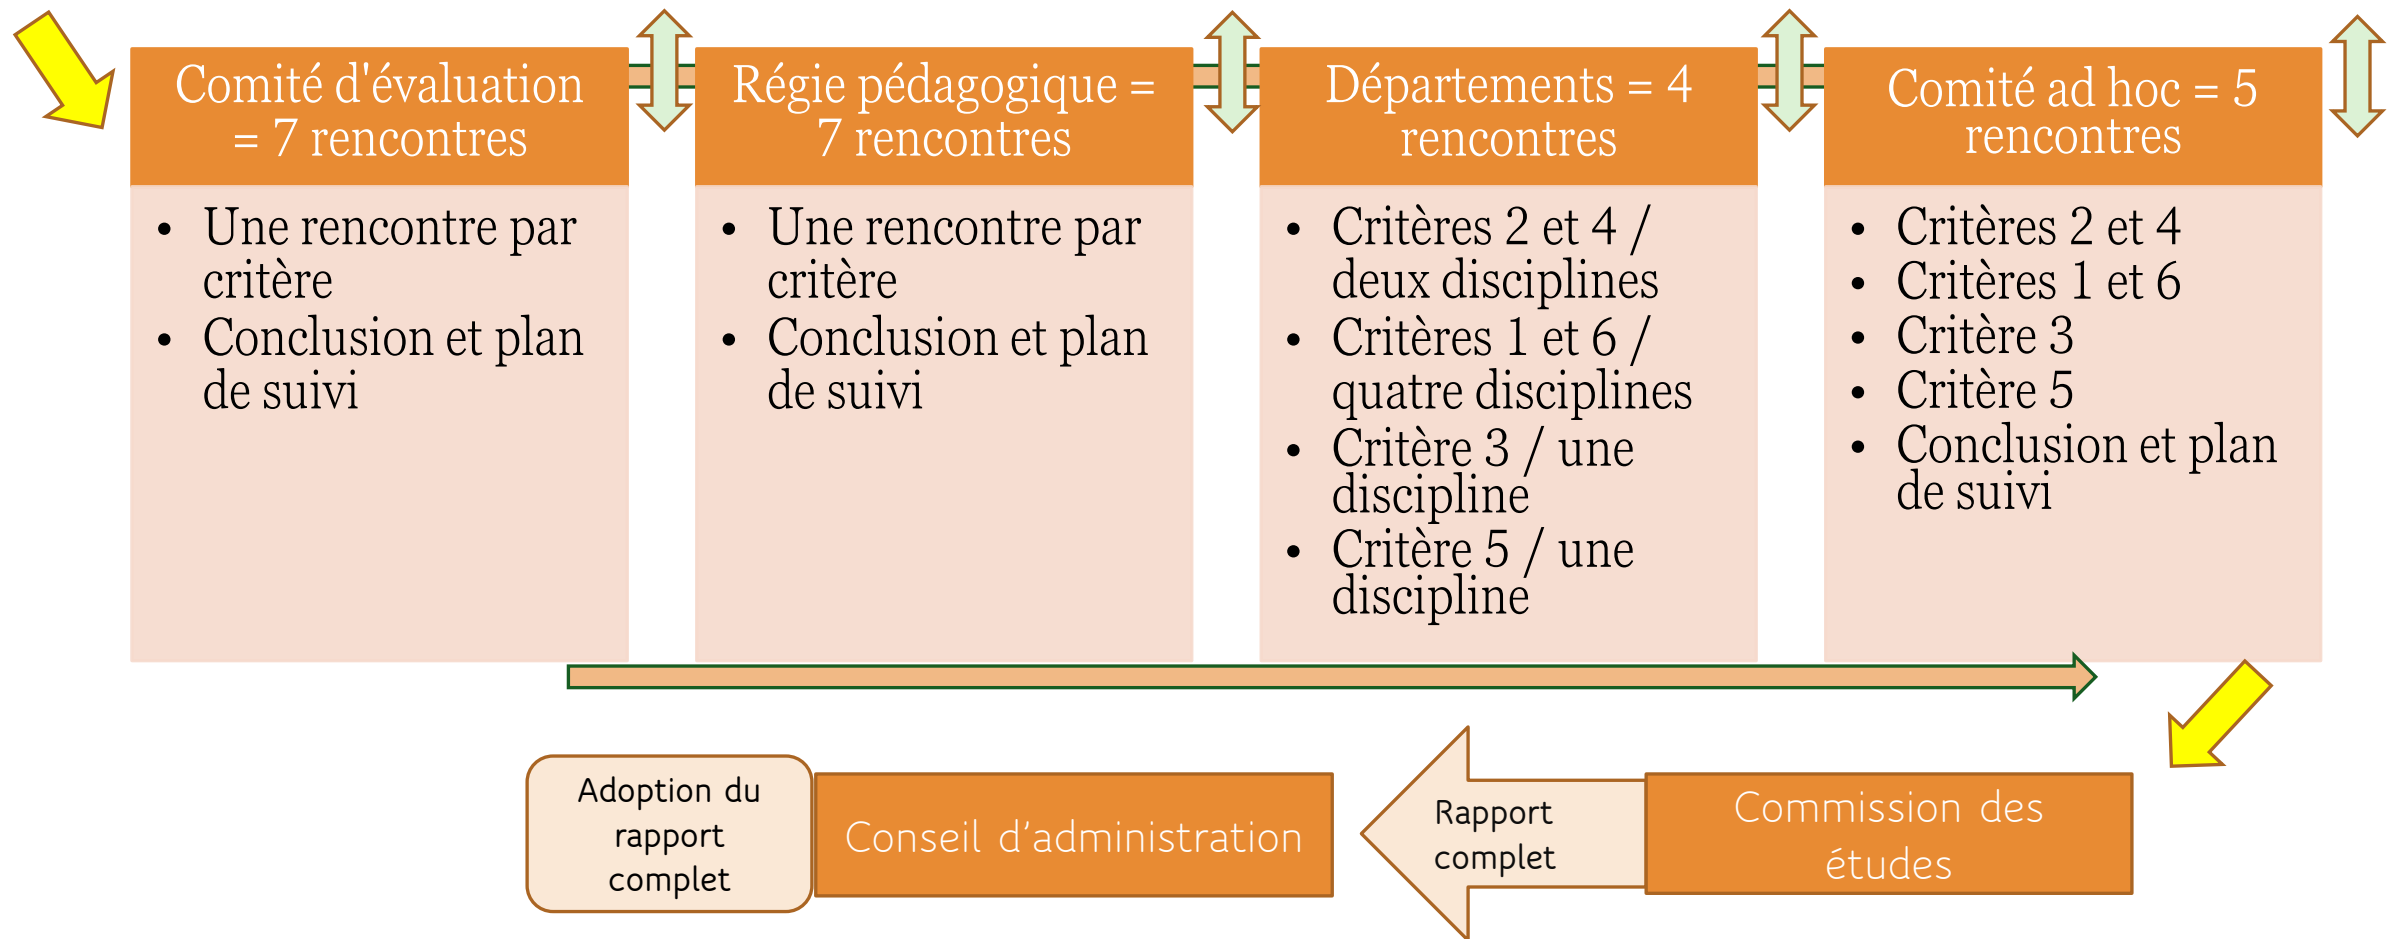 Comité d'évaluation
= 7 rencontres
• Une rencontre par
critère
• Conclusion et plan
de suivi
Régie pédagogique =
7 rencontres
• Une rencontre par
critère
• Conclusion et plan
de suivi
Départements = 4
rencontres
• Critères 2 et 4 /
deux disciplines
• Critères 1 et 6 /
quatre disciplines
• Critère 3 / une
discipline
• Critère 5 / une
discipline
Comité ad hoc = 5
rencontres
• Critères 2 et 4
• Critères 1 et 6
• Critère 3
• Critère 5
• Conclusion et plan
de suivi
Commission des
études
Rapport
complet
Conseil d’administration
Adoption du
rapport
complet